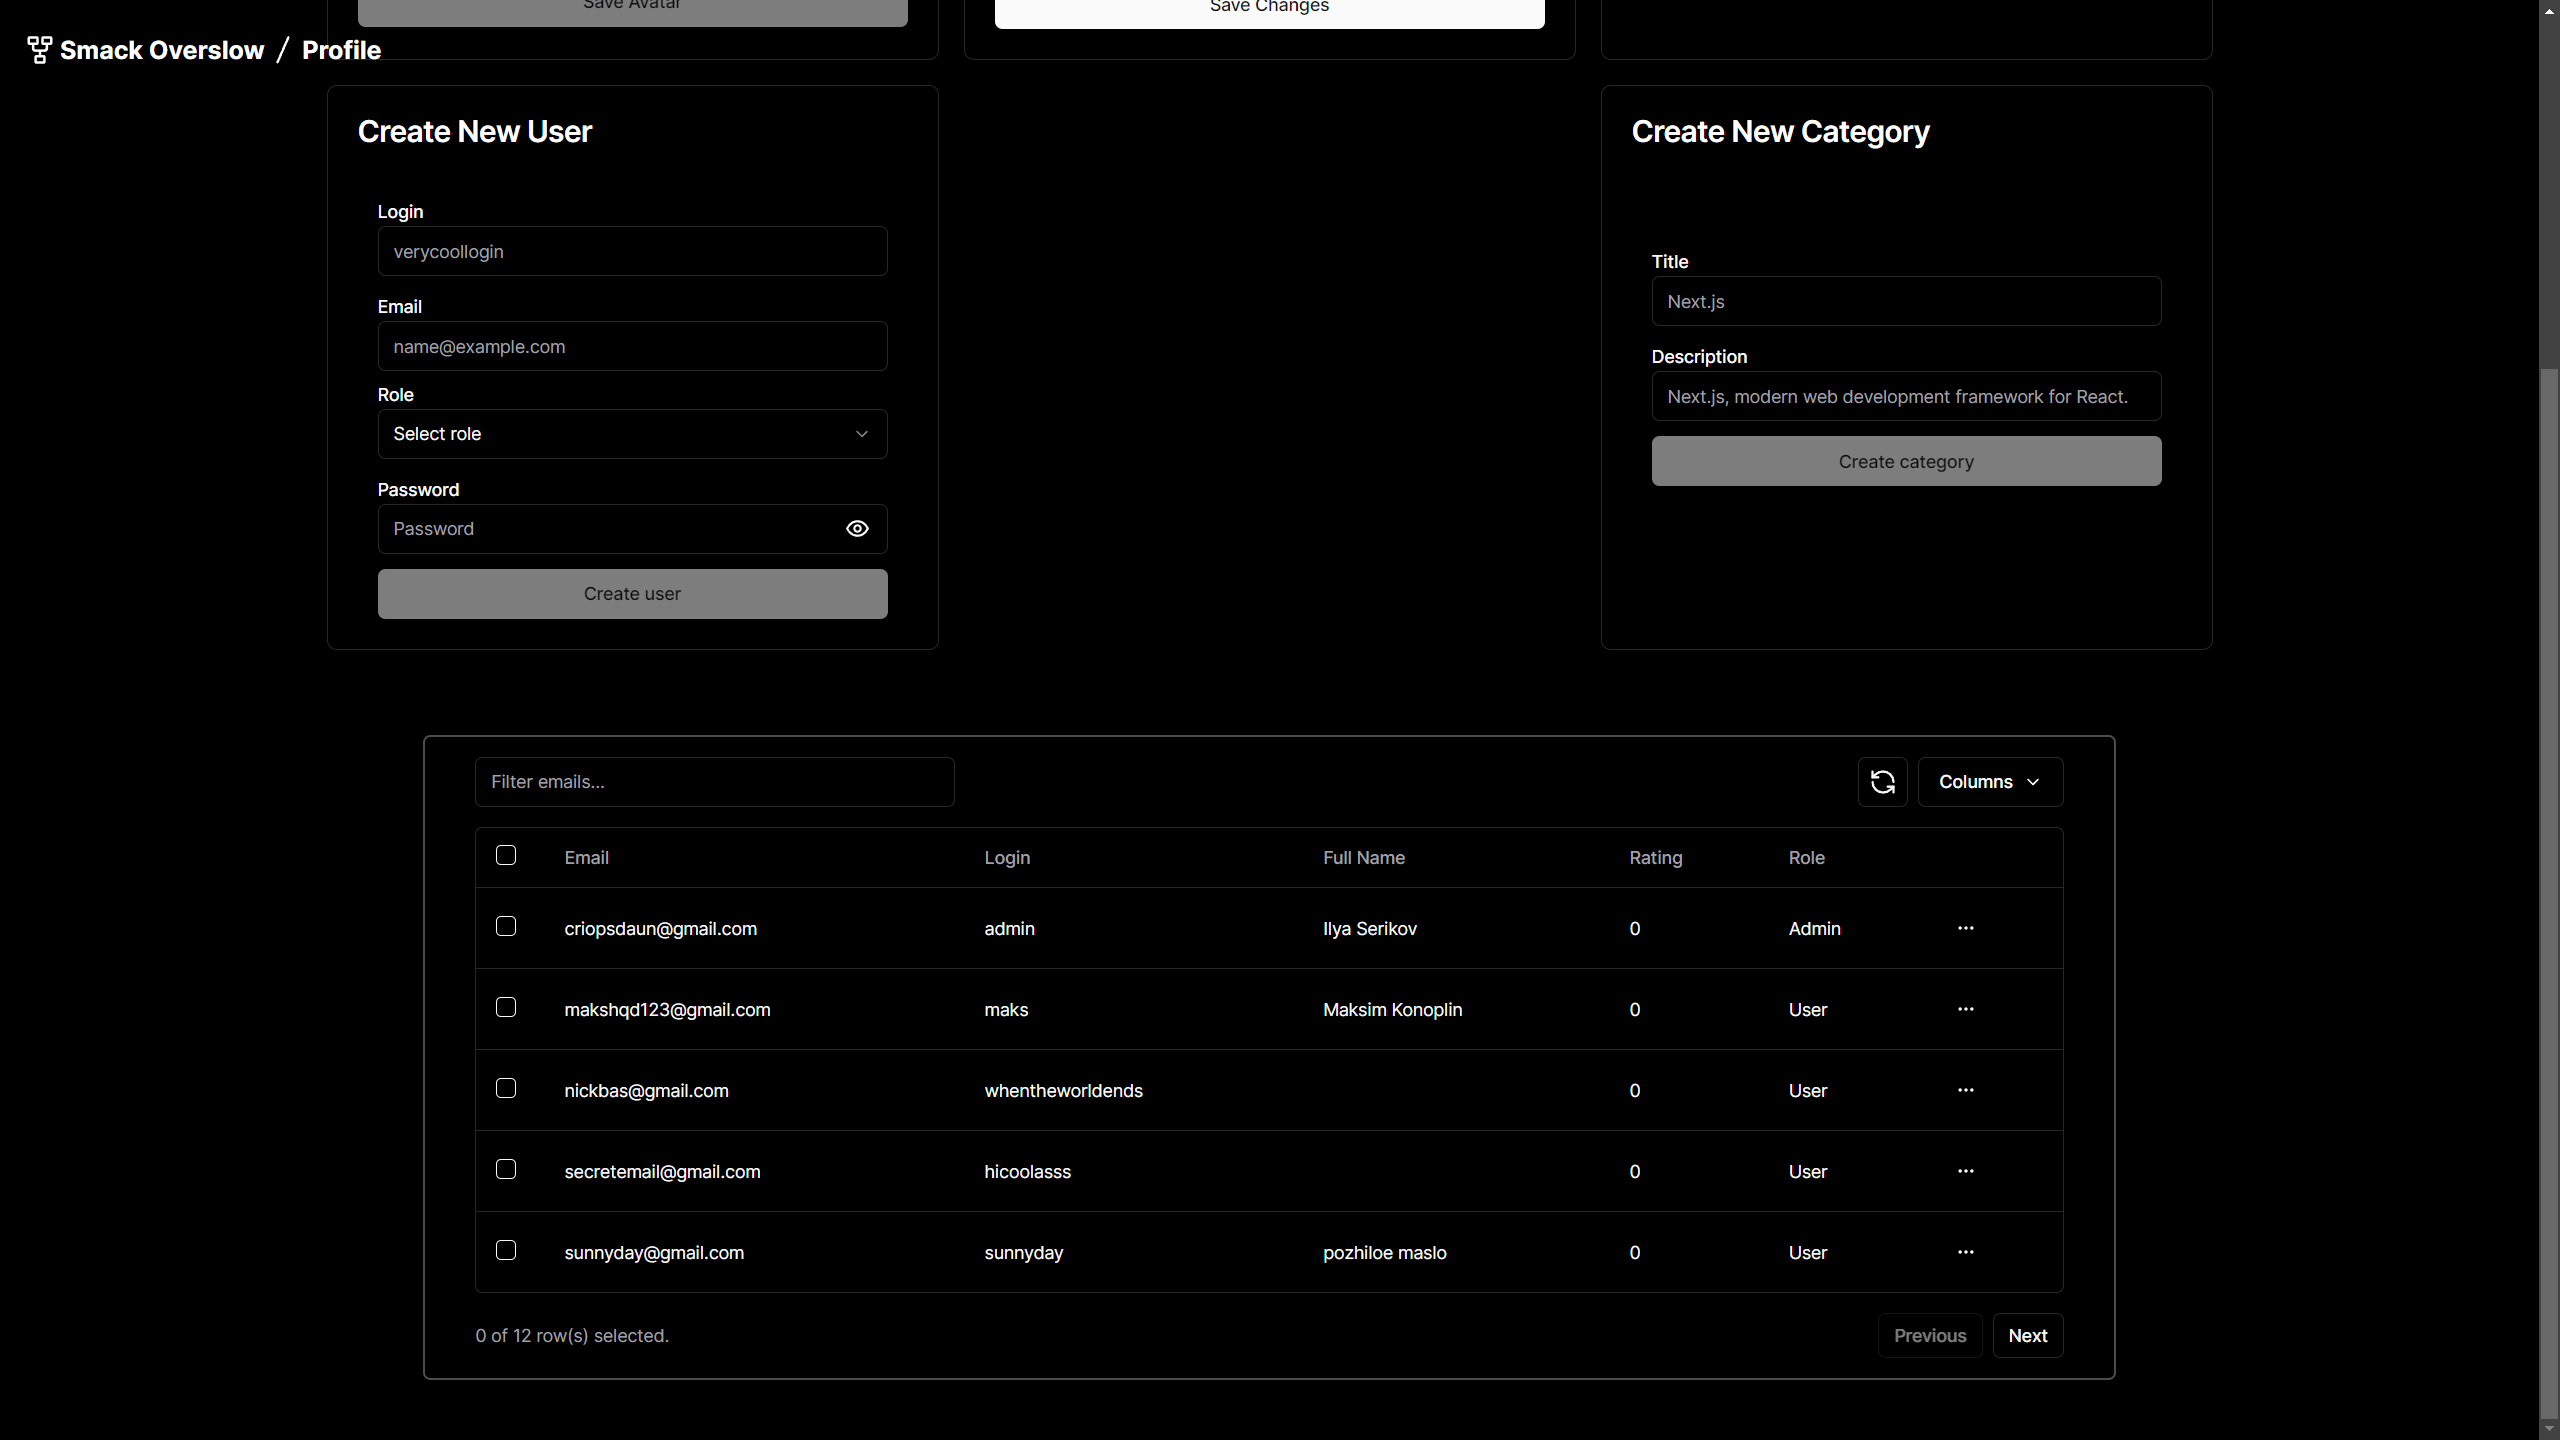 Save Avatar
Save Changes
Smack Overslow / Profile
Create New User
Login
verycoollogin
Email
name@example.com
Role
Select role
Password
Password
Create user
Create New Category
Title
Next.js
Description
Next.js, modern web development framework for React.
Create category
Filter emails...
Columns
Email Login Full Name Rating Role
criopsdaun@gmail.com admin Ilya Serikov 0 Admin ...
makshqd123@gmail.com maks Maksim Konoplin 0 User ...
nickbas@gmail.com whentheworldends 0 User ...
secretemail@gmail.com hicoolasss 0 User ...
sunnyday@gmail.com sunnyday pozhiloe maslo 0 User ...
0 of 12 row(s) selected.
Previous Next